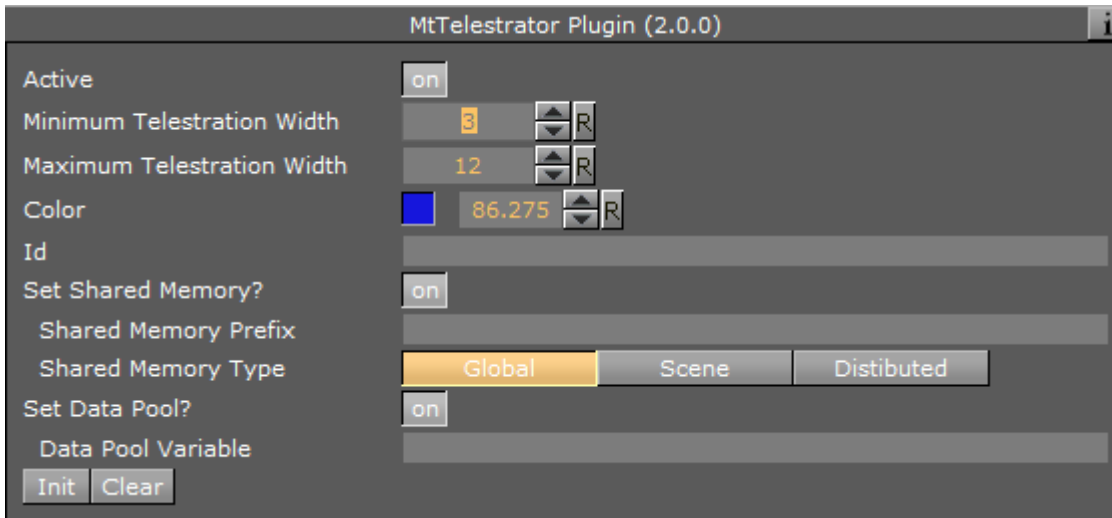 MtTelestrator Plugin (2.0.0) i
Active on
Minimum Telestration Width 3 R
Maximum Telestration Width 12 R
Color 86.275 R
Id
Set Shared Memory? on
Shared Memory Prefix
Shared Memory Type Global Scene Distibuted
Set Data Pool? on
Data Pool Variable
Init Clear